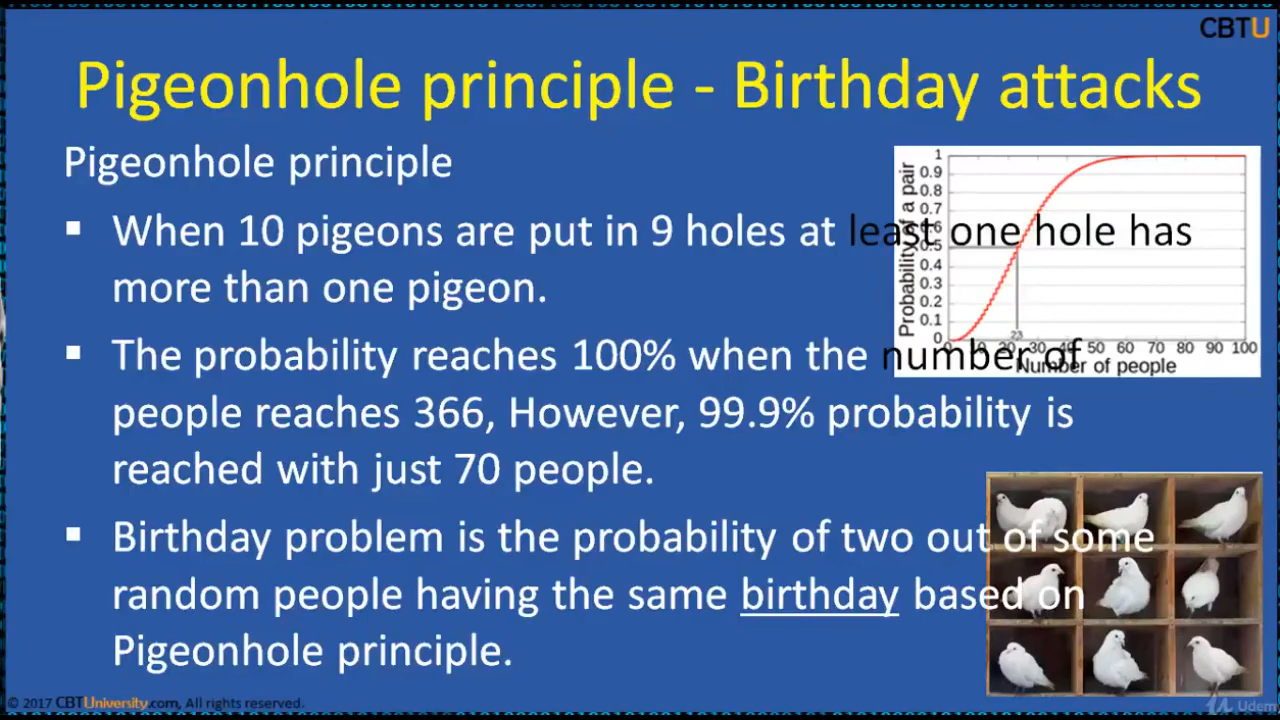 CBTU
Pigeonhole principle - Birthday attacks
Pigeonhole principle
▪ When 10 pigeons are put in 9 holes at least one hole has
more than one pigeon.
▪ The probability reaches 100% when the number of
people reaches 366, However, 99.9% probability is
reached with just 70 people.
▪ Birthday problem is the probability of two out of some
random people having the same birthday based on
Pigeonhole principle.
Probability of a pair
1
0.9
0.8
0.7
0.6
0.5
0.4
0.3
0.2
0.1
0
23
10 20 30 40 50 60 70 80 90 100
Number of people
© 2017 CBTUniversity.com, All rights reserved.